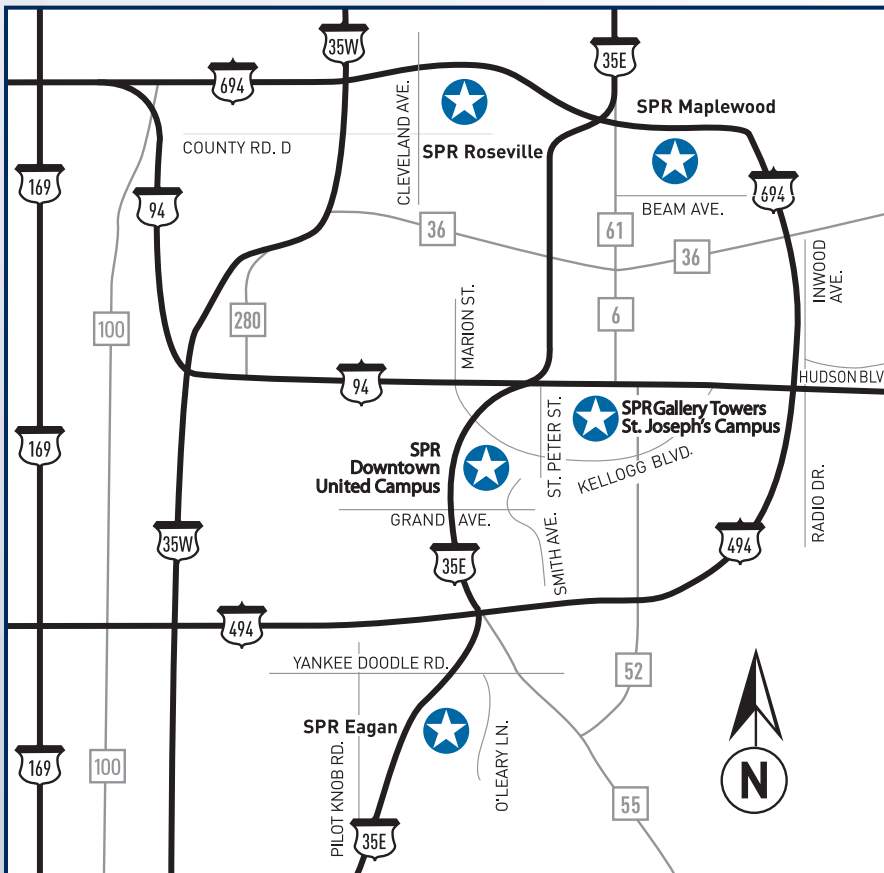 35W
35E
694
CLEVELAND AVE.
SPR Maplewood
COUNTY RD. D
SPR Roseville
169
94
694
BEAM AVE.
36
61
36
INWOOD
AVE.
100
280
MARION ST.
6
94
HUDSON BLV
ST. PETER ST.
SPR Gallery Towers
St. Joseph's Campus
169
SPR
Downtown
United Campus
KELLOGG BLVD.
GRAND AVE.
SMITH AVE.
RADIO DR.
35W
35E
494
494
YANKEE DOODLE RD.
52
SPR Eagan
PILOT KNOB RD.
O'LEARY LN.
169
100
55
N
35E